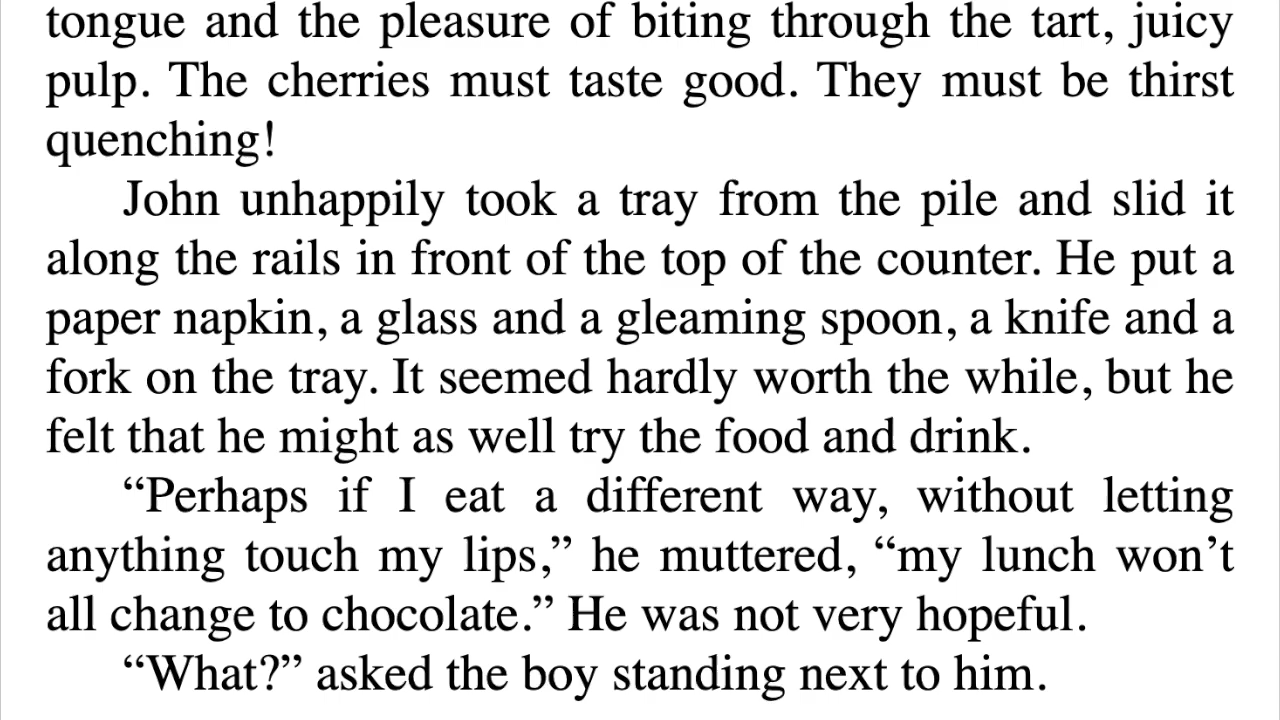 tongue and the pleasure of biting through the tart, juicy
pulp. The cherries must taste good. They must be thirst
quenching!
John unhappily took a tray from the pile and slid it
along the rails in front of the top of the counter. He put a
paper napkin, a glass and a gleaming spoon, a knife and a
fork on the tray. It seemed hardly worth the while, but he
felt that he might as well try the food and drink.
“Perhaps if I eat a different way, without letting
anything touch my lips,” he muttered, “my lunch won’t
all change to chocolate.” He was not very hopeful.
“What?” asked the boy standing next to him.